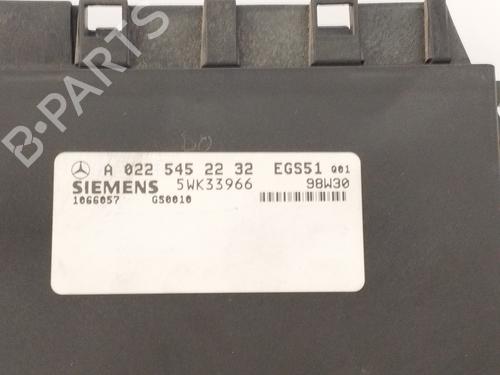 B-PARTS
A 022 545 22 32 EGS51 Q01
SIEMENS 5WK33966 98W30
1066057 GS0010